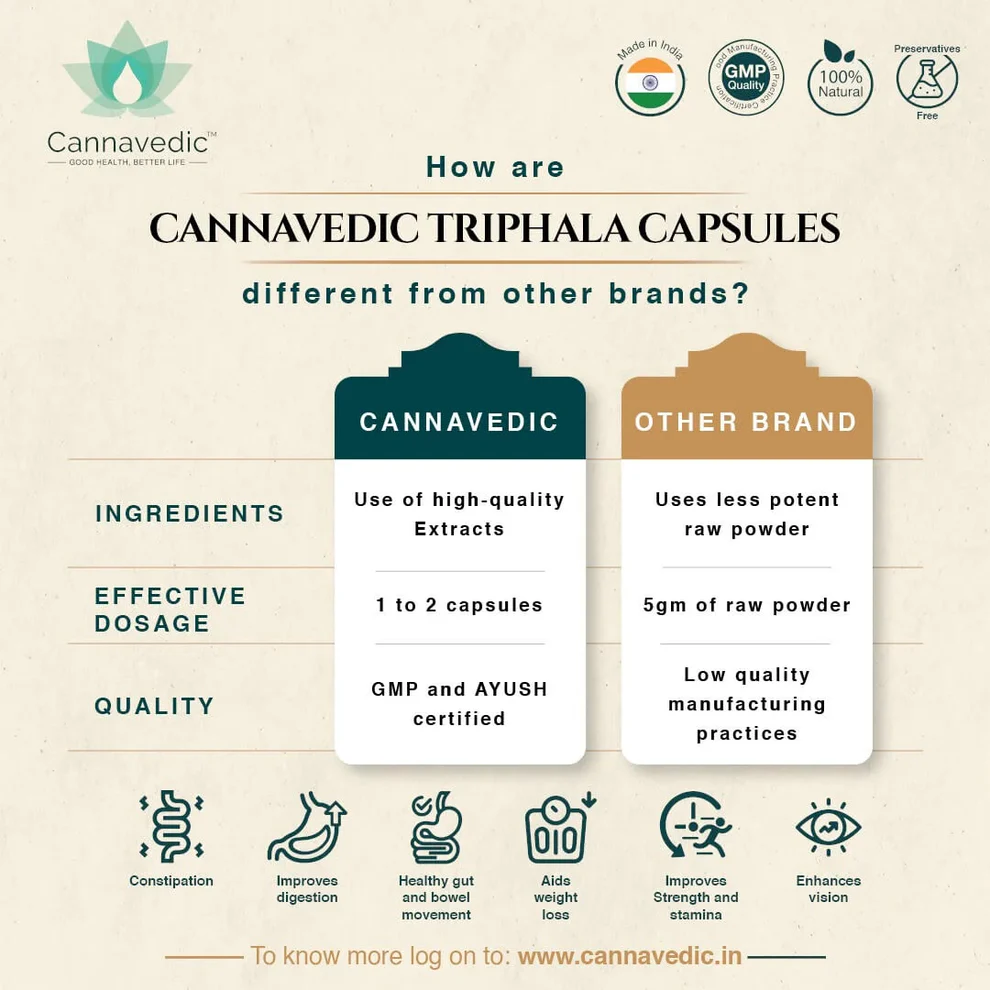 Cannavedic™
GOOD HEALTH, BETTER LIFE
Made in India
Good Manufacturing Practice Certification
GMP
Quality
100%
Natural
Preservatives
Free
How are
CANNAVEDIC TRIPHALA CAPSULES
different from other brands?
CANNAVEDIC
OTHER BRAND
INGREDIENTS
Use of high-quality
Extracts
Uses less potent
raw powder
EFFECTIVE
DOSAGE
1 to 2 capsules
5gm of raw powder
QUALITY
GMP and AYUSH
certified
Low quality
manufacturing
practices
Constipation
Improves
digestion
Healthy gut
and bowel
movement
Aids
weight
loss
Improves
Strength and
stamina
Enhances
vision
To know more log on to: www.cannavedic.in